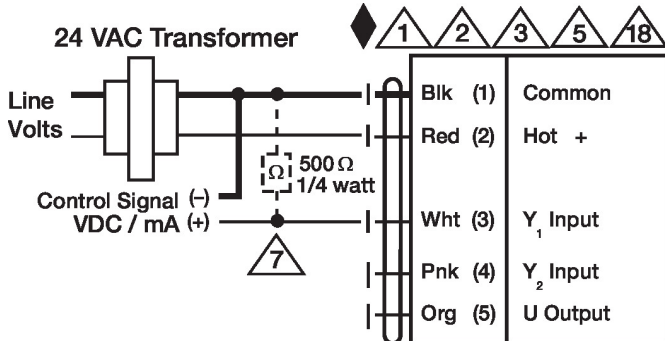 24 VAC Transformer
1 2 3 5 18
Line
Volts
Blk (1) Common
Red (2) Hot +
Ω 500 Ω
1/4 watt
Control Signal (–)
VDC / mA (+)
Wht (3) Y₁ Input
7
Pnk (4) Y₂ Input
Org (5) U Output